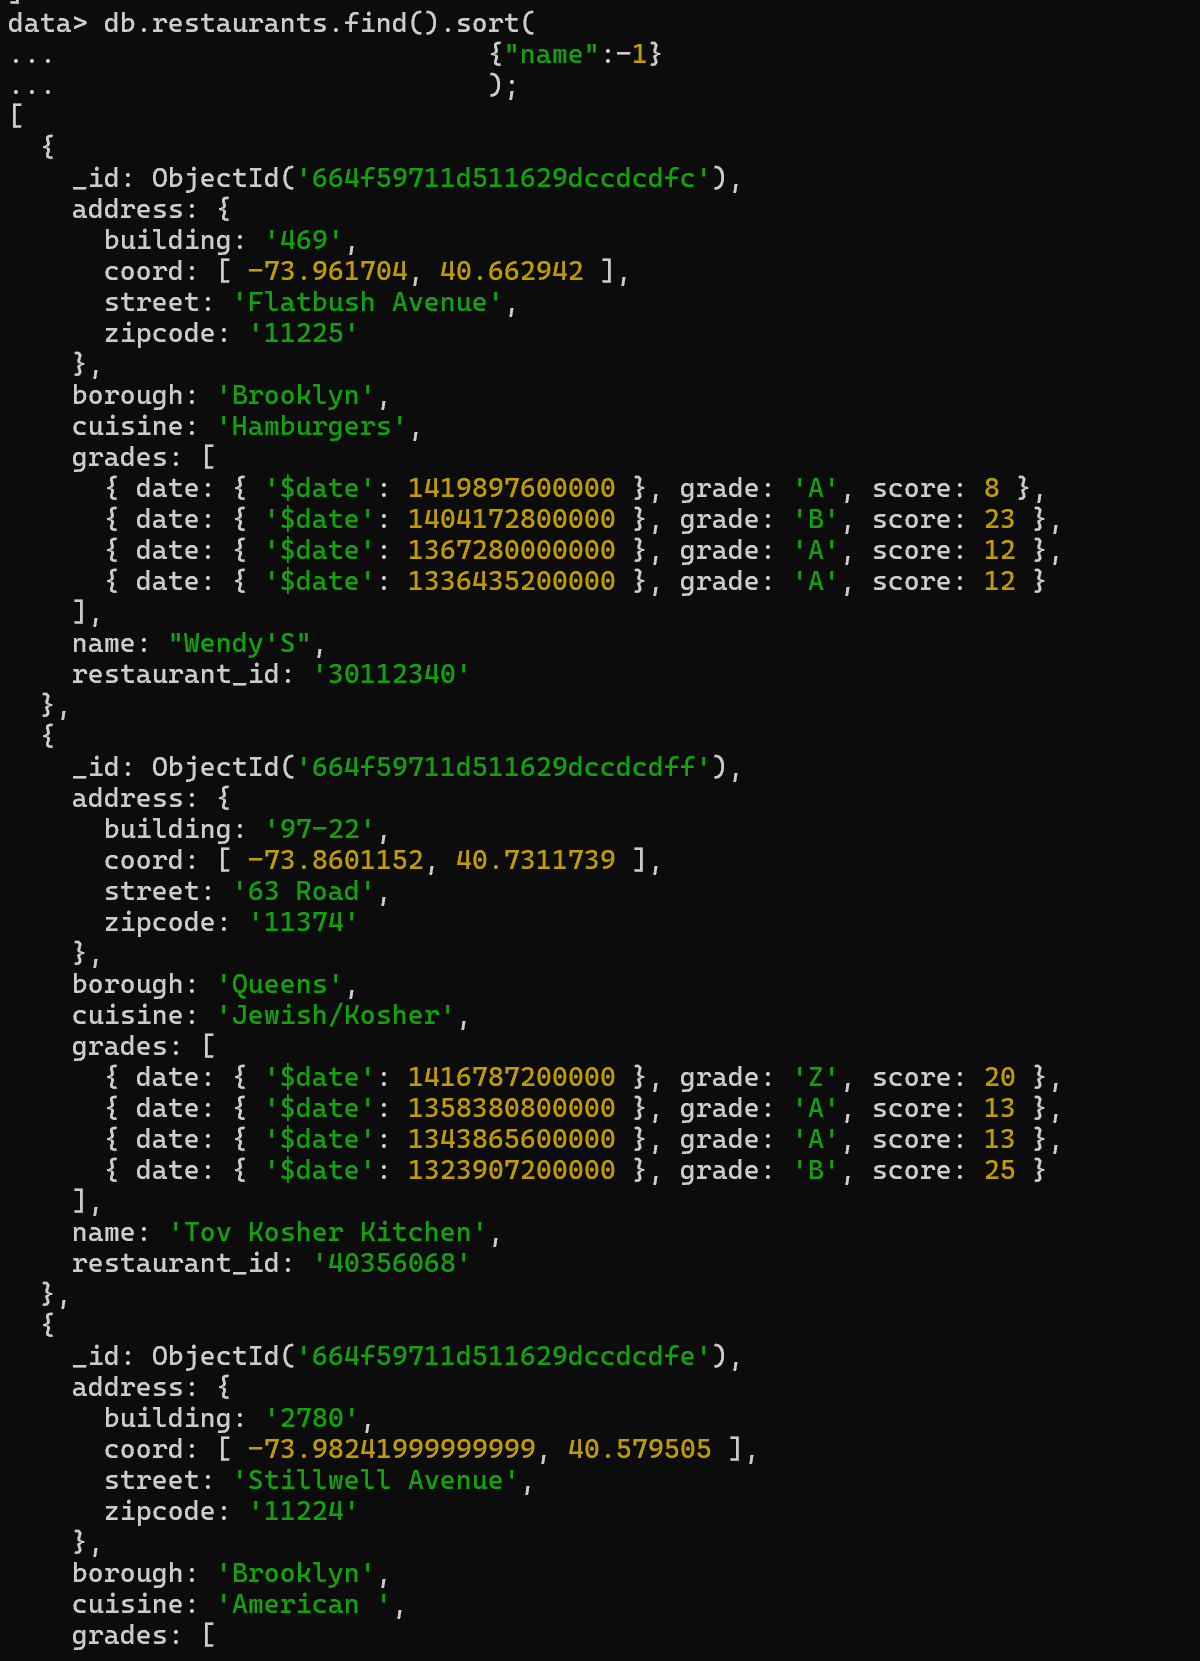 data> db.restaurants.find().sort(
... {"name":-1}
... );
[
  {
    _id: ObjectId('664f59711d511629dccdcdfc'),
    address: {
      building: '469',
      coord: [ -73.961704, 40.662942 ],
      street: 'Flatbush Avenue',
      zipcode: '11225'
    },
    borough: 'Brooklyn',
    cuisine: 'Hamburgers',
    grades: [
      { date: { '$date': 1419897600000 }, grade: 'A', score: 8 },
      { date: { '$date': 1404172800000 }, grade: 'B', score: 23 },
      { date: { '$date': 1367280000000 }, grade: 'A', score: 12 },
      { date: { '$date': 1336435200000 }, grade: 'A', score: 12 }
    ],
    name: "Wendy'S",
    restaurant_id: '30112340'
  },
  {
    _id: ObjectId('664f59711d511629dccdcdff'),
    address: {
      building: '97-22',
      coord: [ -73.8601152, 40.7311739 ],
      street: '63 Road',
      zipcode: '11374'
    },
    borough: 'Queens',
    cuisine: 'Jewish/Kosher',
    grades: [
      { date: { '$date': 1416787200000 }, grade: 'Z', score: 20 },
      { date: { '$date': 1358380800000 }, grade: 'A', score: 13 },
      { date: { '$date': 1343865600000 }, grade: 'A', score: 13 },
      { date: { '$date': 1323907200000 }, grade: 'B', score: 25 }
    ],
    name: 'Tov Kosher Kitchen',
    restaurant_id: '40356068'
  },
  {
    _id: ObjectId('664f59711d511629dccdcdfe'),
    address: {
      building: '2780',
      coord: [ -73.98241999999999, 40.579505 ],
      street: 'Stillwell Avenue',
      zipcode: '11224'
    },
    borough: 'Brooklyn',
    cuisine: 'American ',
    grades: [